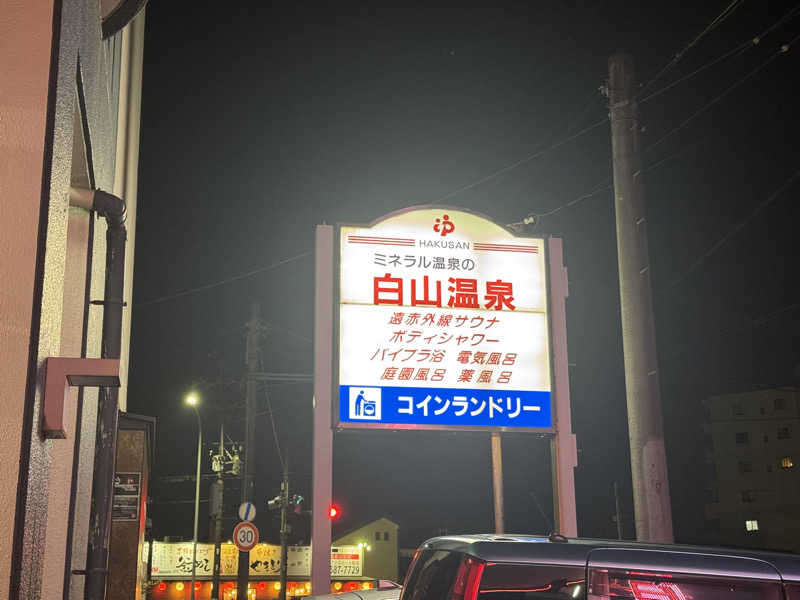 HAKUSAN
ミネラル温泉の
白山温泉
遠赤外線サウナ
ボディシャワー
バイブラ浴 電気風呂
庭園風呂 薬風呂
コインランドリー
30
587-7729